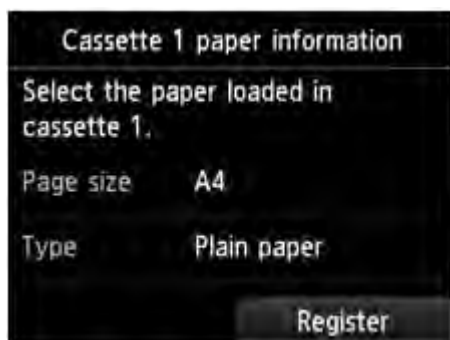 Cassette 1 paper information
Select the paper loaded in
cassette 1.
Page size A4
Type Plain paper
Register